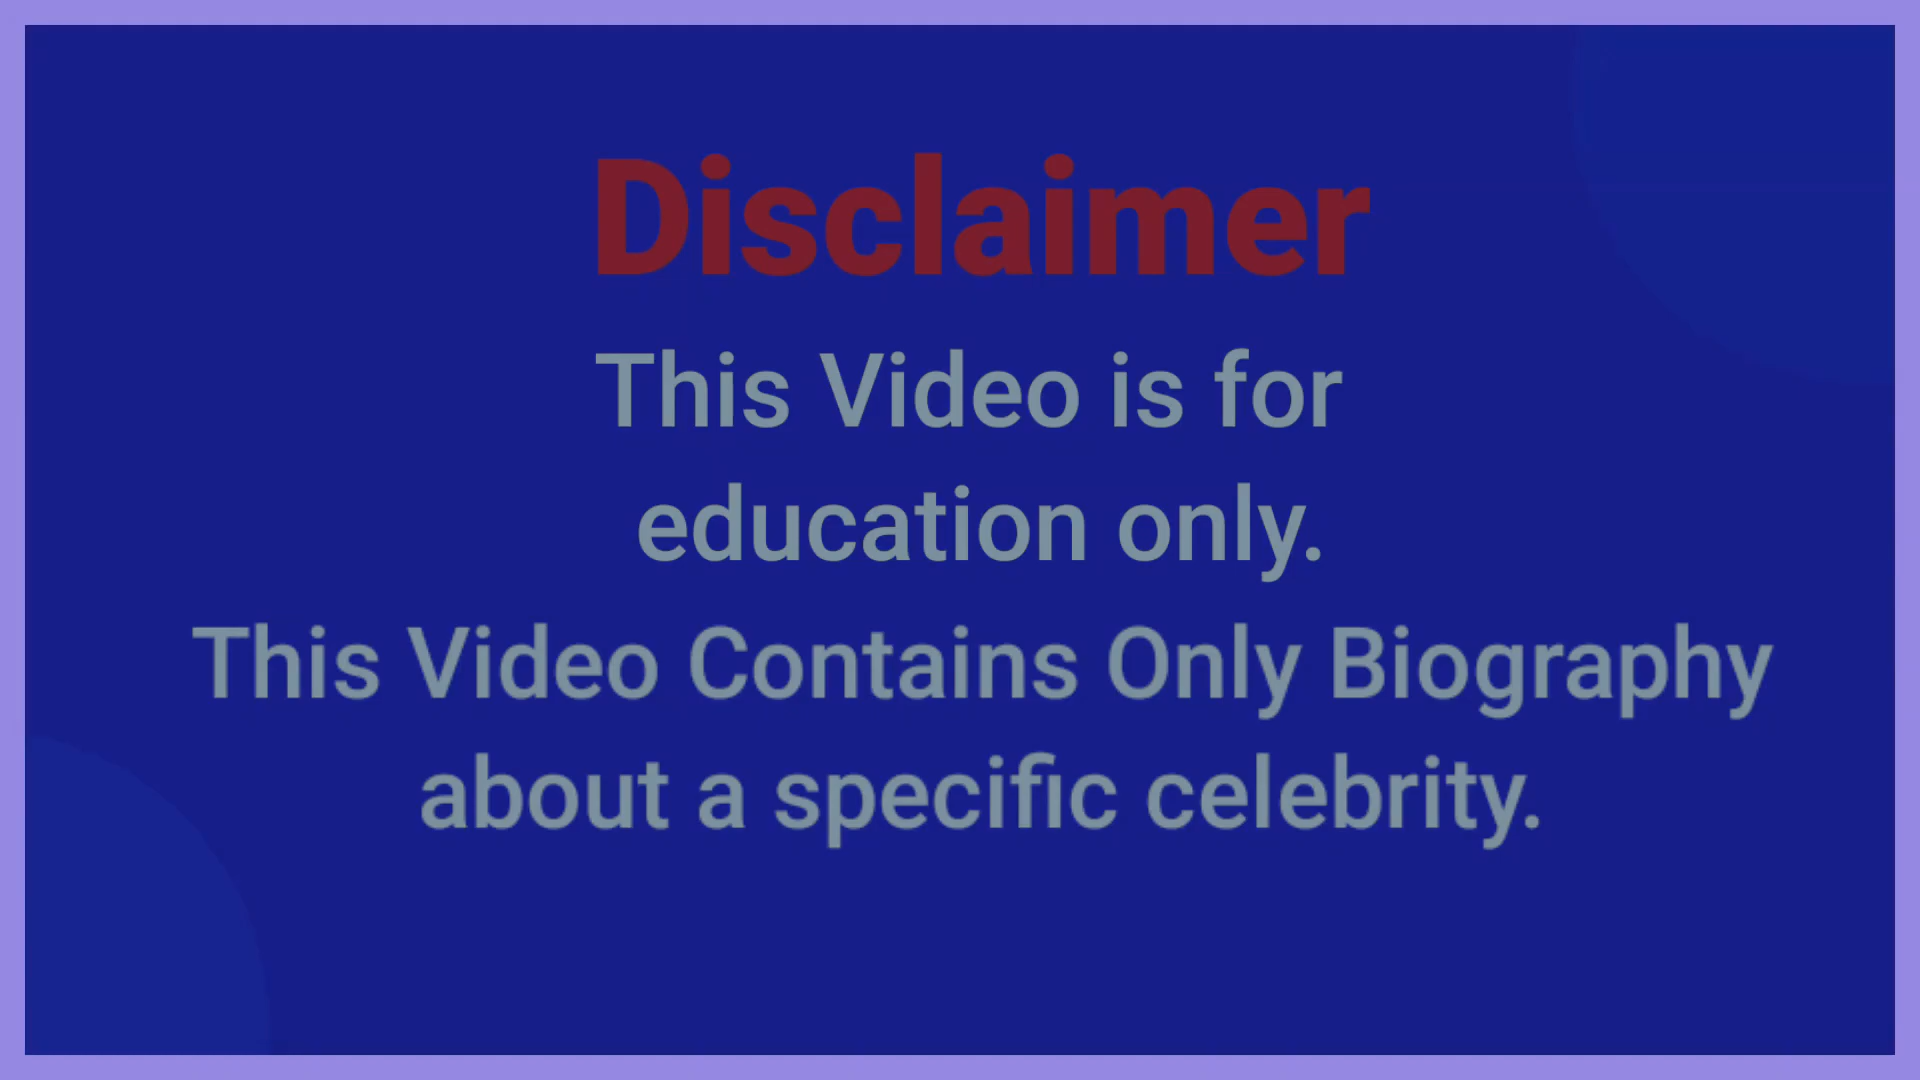 Disclaimer
This Video is for
education only.
This Video Contains Only Biography
about a specific celebrity.